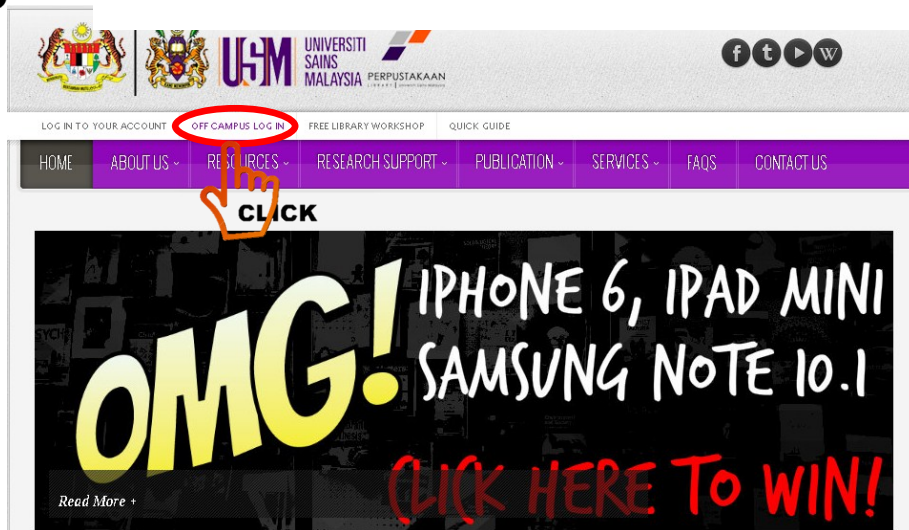 USM UNIVERSITI
SAINS
MALAYSIA PERPUSTAKAAN
LOG IN TO YOUR ACCOUNT OFF CAMPUS LOG IN FREE LIBRARY WORKSHOP QUICK GUIDE
HOME ABOUT US RESOURCES RESEARCH SUPPORT PUBLICATION SERVICES FAQS CONTACT US
CLICK
OMG!
IPHONE 6, IPAD MINI
SAMSUNG NOTE 10.1
CLICK HERE TO WIN!
Read More +